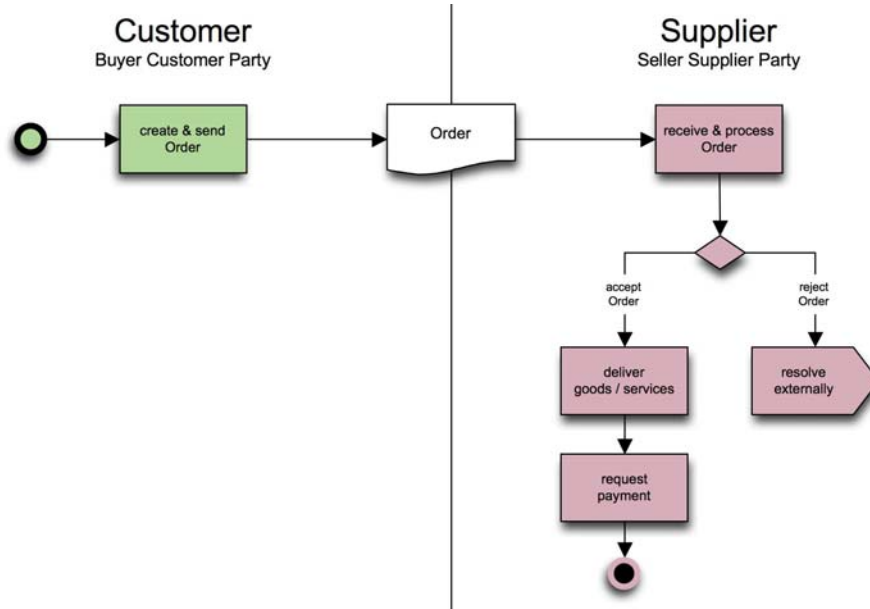 Customer
Buyer Customer Party
Supplier
Seller Supplier Party
create & send
Order
Order
receive & process
Order
accept
Order
reject
Order
deliver
goods / services
resolve
externally
request
payment